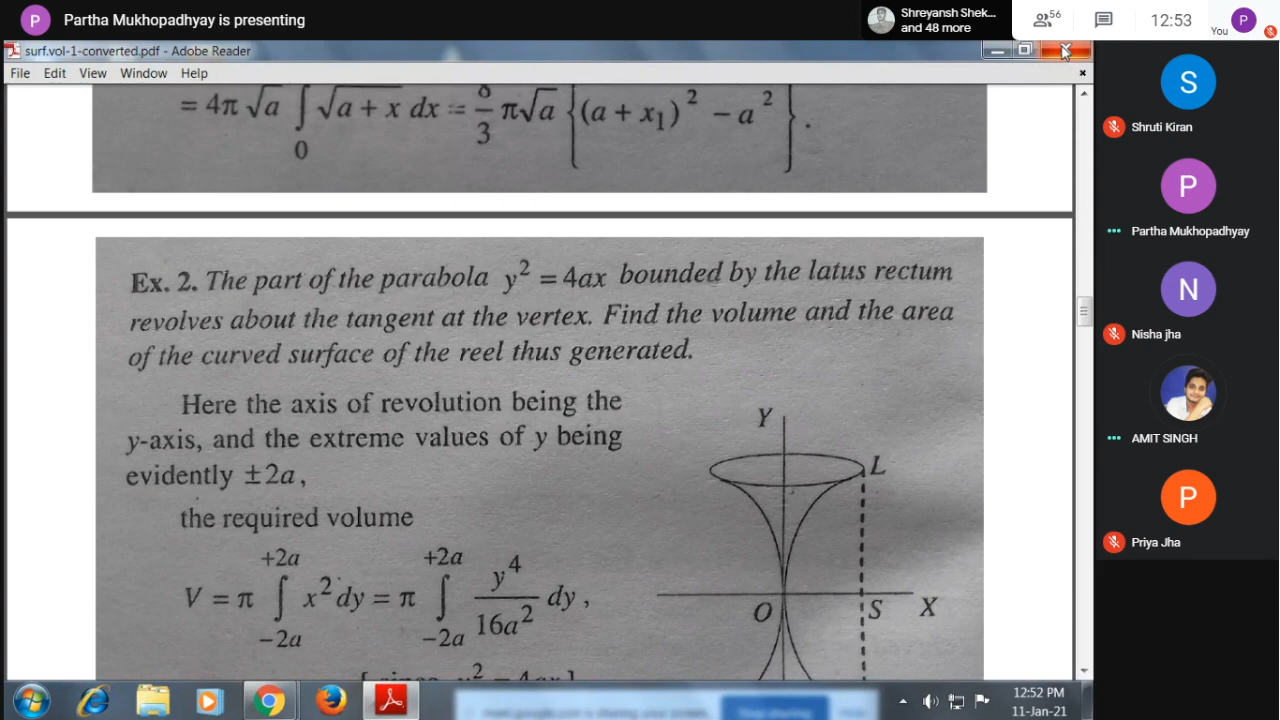 P Partha Mukhopadhyay is presenting
Shreyansh Shek...
and 48 more
56
12:53
You P
surf.vol-1-converted.pdf - Adobe Reader
File Edit View Window Help
= 4π √a ∫ √a + x dx = 8/3 π√a {(a + x₁)^2 − a^2}.
0
Ex. 2. The part of the parabola y² = 4ax bounded by the latus rectum
revolves about the tangent at the vertex. Find the volume and the area
of the curved surface of the reel thus generated.
Here the axis of revolution being the
y-axis, and the extreme values of y being
evidently ±2a,
the required volume
+2a +2a
V = π ∫ x² dy = π ∫ y⁴/16a² dy,
−2a −2a
[ since y² = 4ax ]
Y
L
O S X
S
Shruti Kiran
P
Partha Mukhopadhyay
N
Nisha jha
AMIT SINGH
P
Priya Jha
12:52 PM
11-Jan-21